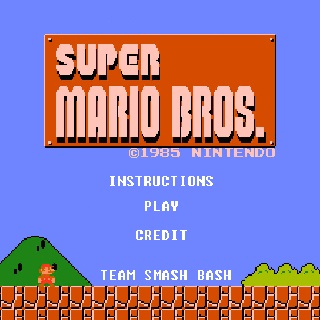 SUPER
MARIO BROS.
©1985 NINTENDO
INSTRUCTIONS
PLAY
CREDIT
TEAM SMASH BASH